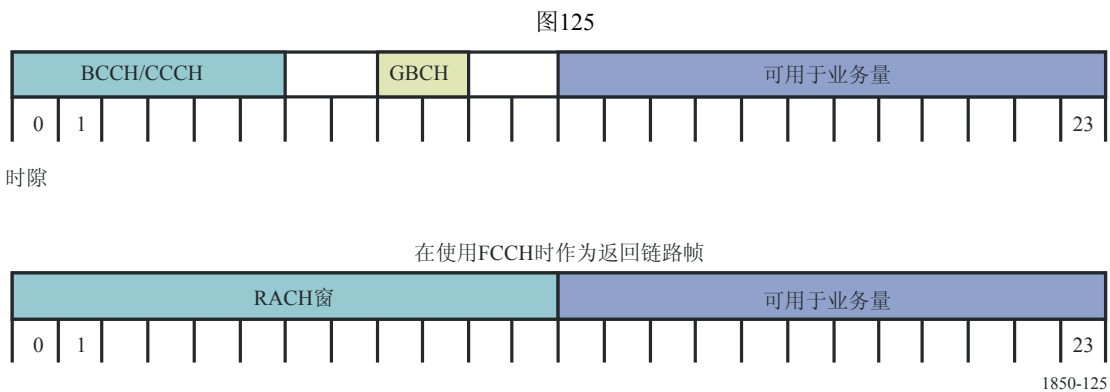 图125
BCCH/CCCH GBCH 可用于业务量
0 1 23
时隙
在使用FCCH时作为返回链路帧
RACH窗 可用于业务量
0 1 23
1850-125